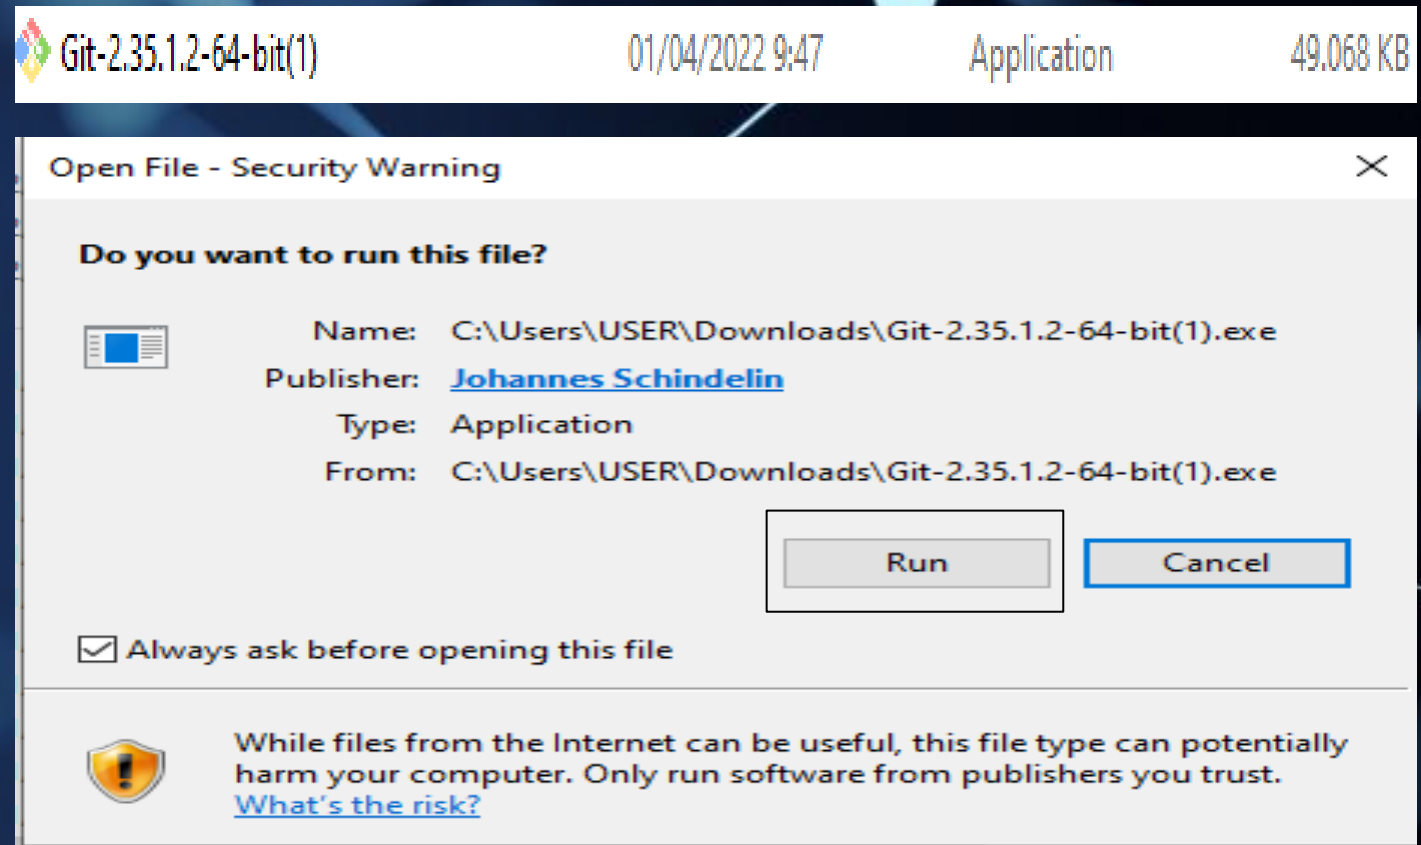 Git-2.35.1.2-64-bit(1) 01/04/2022 9:47 Application 49.068 KB
Open File - Security Warning
Do you want to run this file?
Name: C:\Users\USER\Downloads\Git-2.35.1.2-64-bit(1).exe
Publisher: Johannes Schindelin
Type: Application
From: C:\Users\USER\Downloads\Git-2.35.1.2-64-bit(1).exe
Run Cancel
Always ask before opening this file
While files from the Internet can be useful, this file type can potentially
harm your computer. Only run software from publishers you trust.
What's the risk?